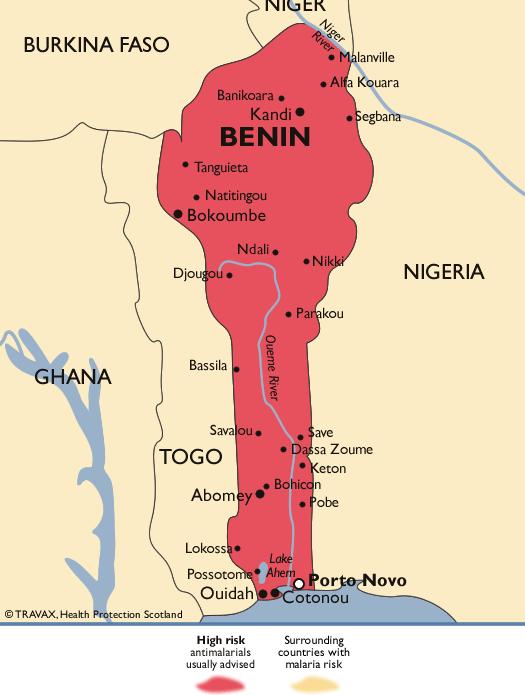 NIGER
BURKINA FASO
Niger
River
Malanville
Alfa Kouara
Banikoara
Kandi
Segbana
BENIN
Tanguieta
Natitingou
Bokoumbe
Ndali
Nikki
Djougou
NIGERIA
Parakou
Oueme River
Bassila
GHANA
Savalou
Save
Dassa Zoume
TOGO
Keton
Bohicon
Abomey
Pobe
Lokossa
Lake
Ahem
Possotome
Porto Novo
Ouidah
Cotonou
© TRAVAX, Health Protection Scotland
High risk
antimalarials
usually advised
Surrounding
countries with
malaria risk